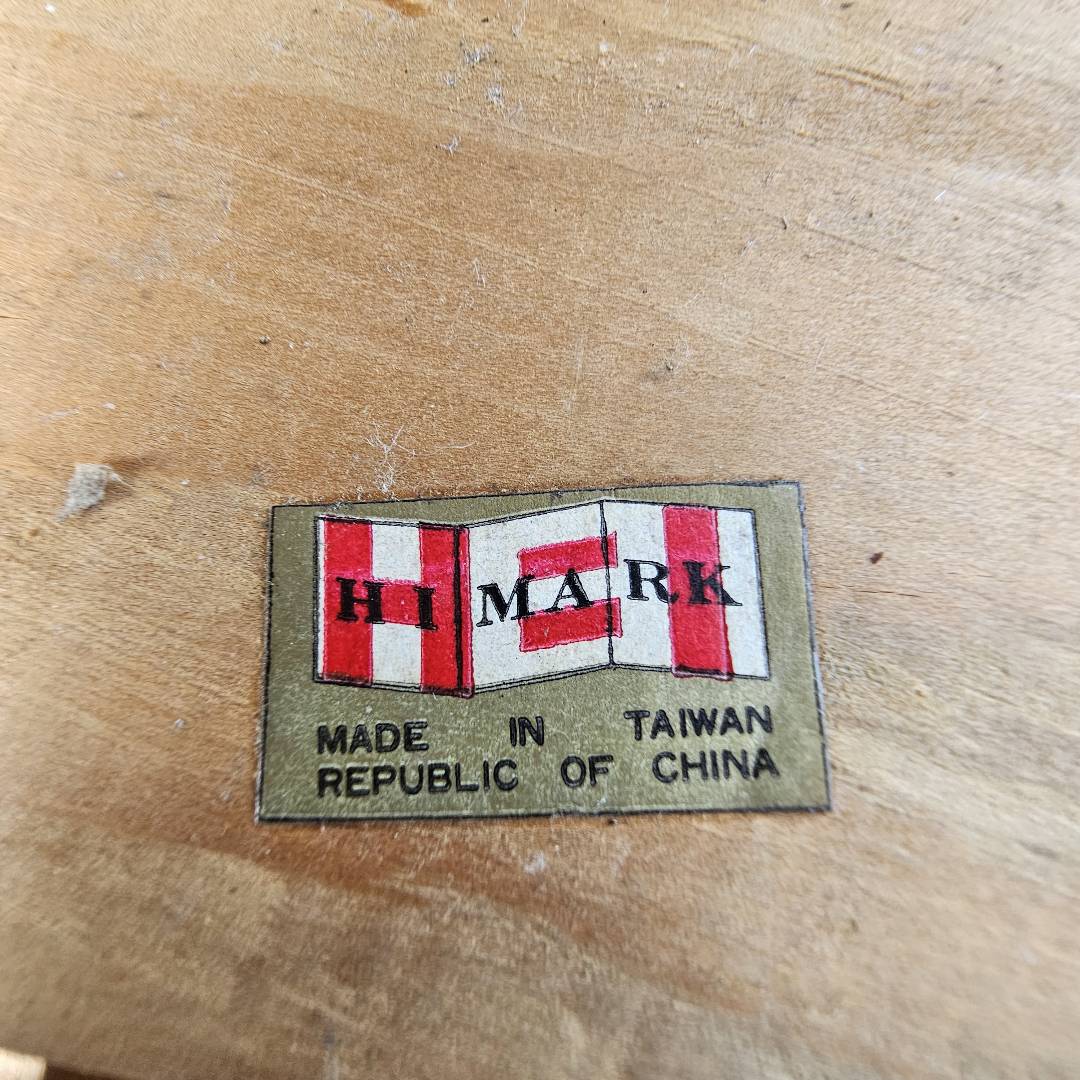 HI MARK
MADE IN TAIWAN
REPUBLIC OF CHINA